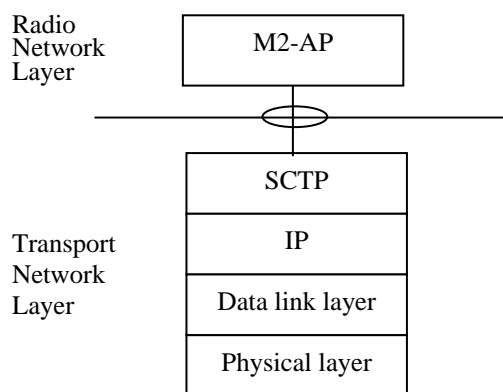 Radio
Network
Layer
M2-AP
SCTP
IP
Transport
Network
Layer
Data link layer
Physical layer